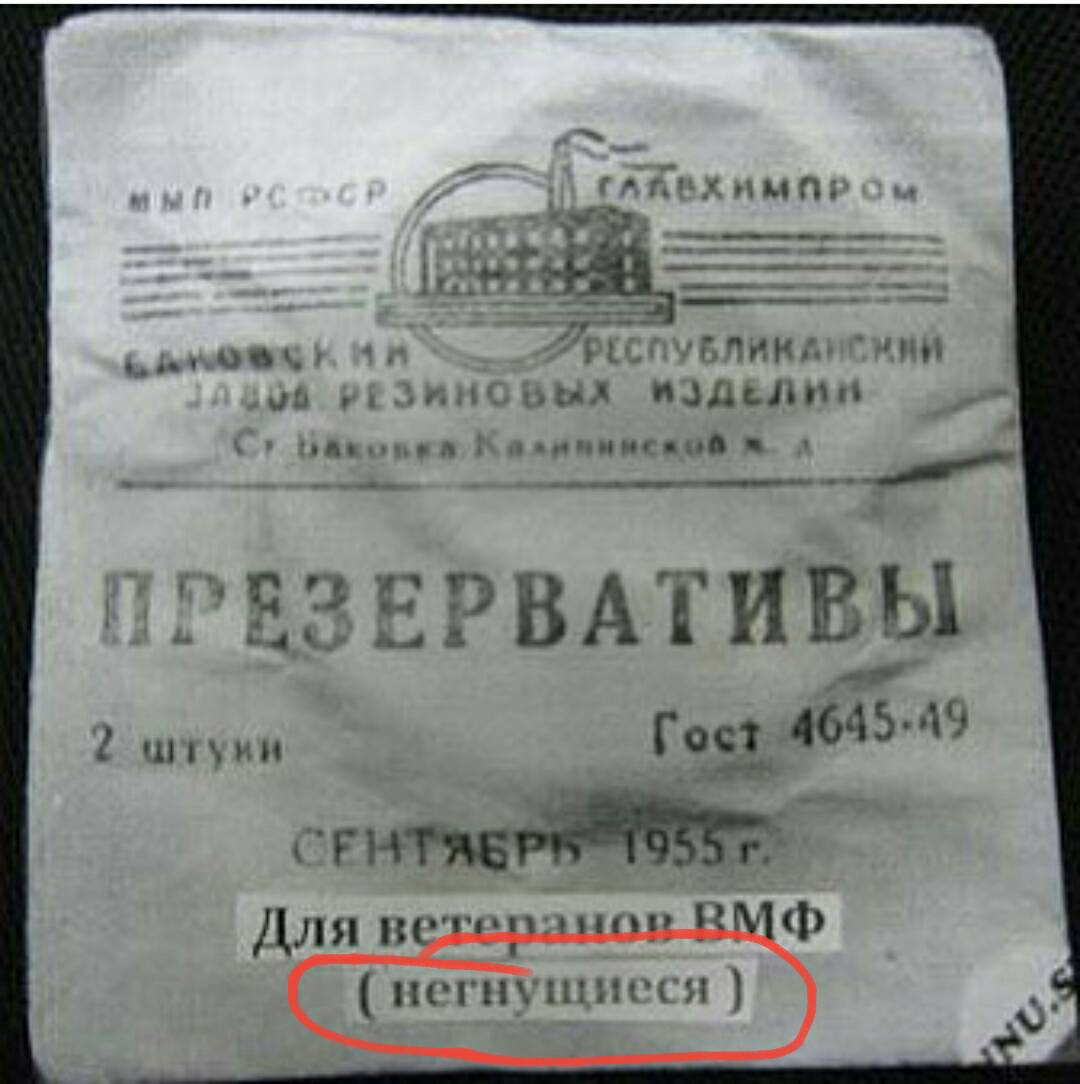 ММП РСФСР ГЛАВХИМПРОМ
БАКОВСКИЙ РЕСПУБЛИКАНСКИЙ
ЗАВОД РЕЗИНОВЫХ ИЗДЕЛИЙ
Ст Баковка Калининской ж. д
ПРЕЗЕРВАТИВЫ
2 штуки Гост 4645-49
СЕНТЯБРЬ 1955 г.
Для ветеранов ВМФ
( негнущиеся )